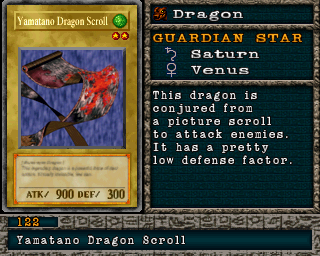 Yamatano Dragon Scroll
ATK/ 900 DEF/ 300
Dragon
GUARDIAN STAR
♄ Saturn
♀ Venus
This dragon is
conjured from
a picture scroll
to attack enemies.
It has a pretty
low defense factor.
122
Yamatano Dragon Scroll